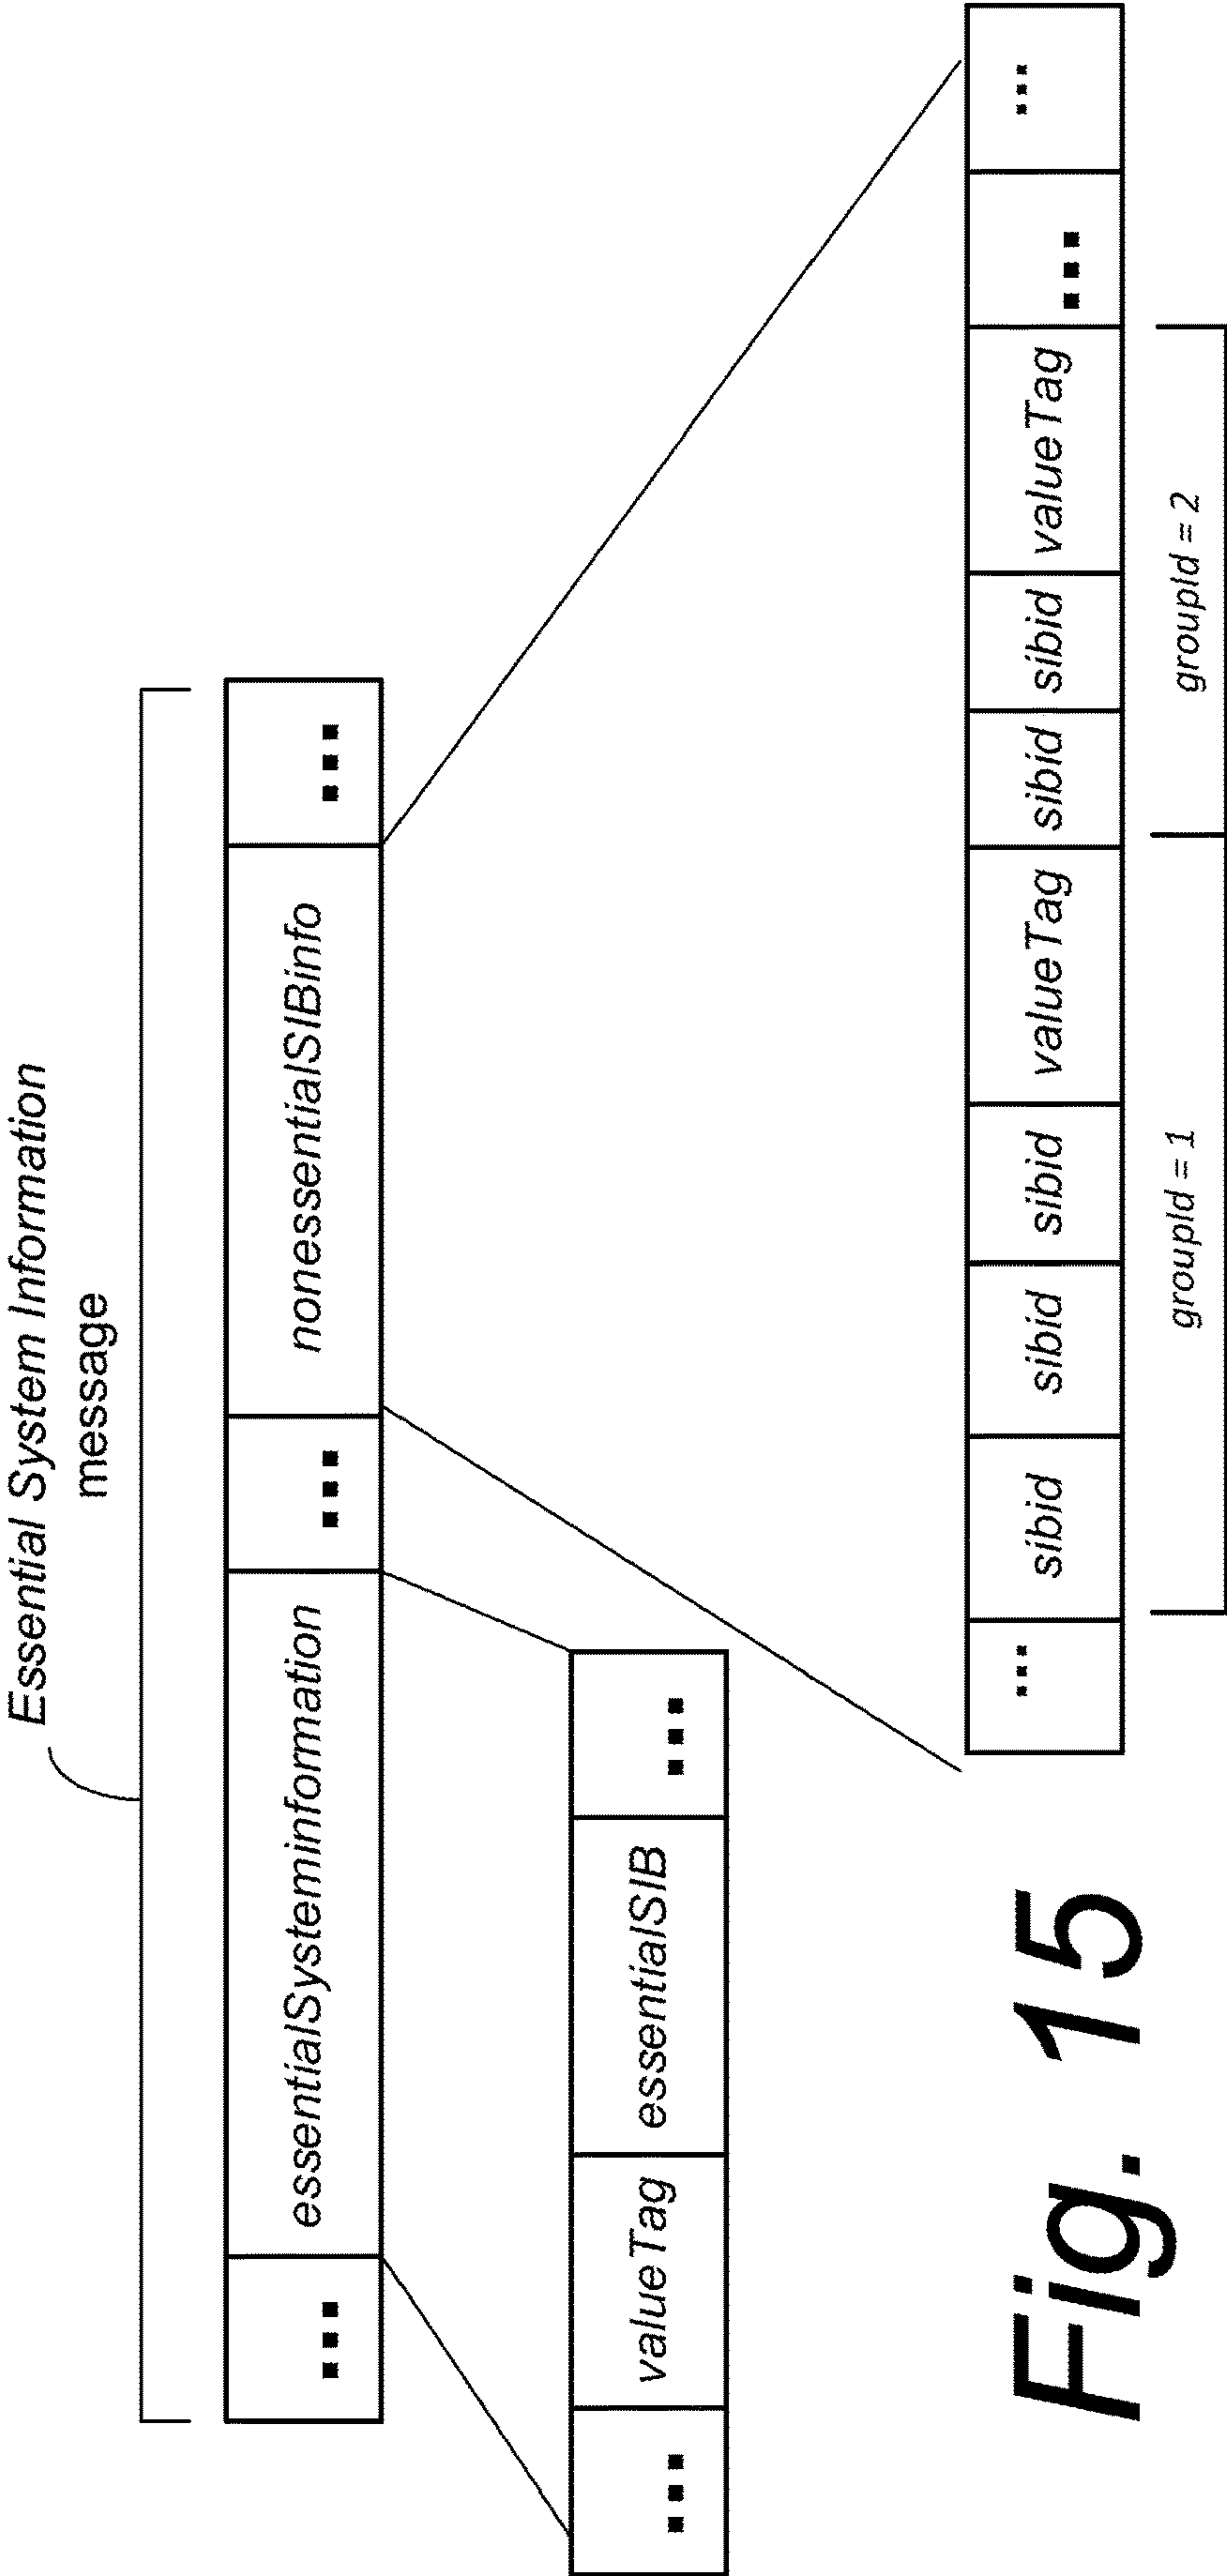 Essential System Information
message
... essentialSysteminformation ... nonessentialSIBinfo ...
... valueTag essentialSIB ...
... sibid sibid sibid valueTag sibid sibid valueTag ... ...
groupId = 1 groupId = 2
Fig. 15